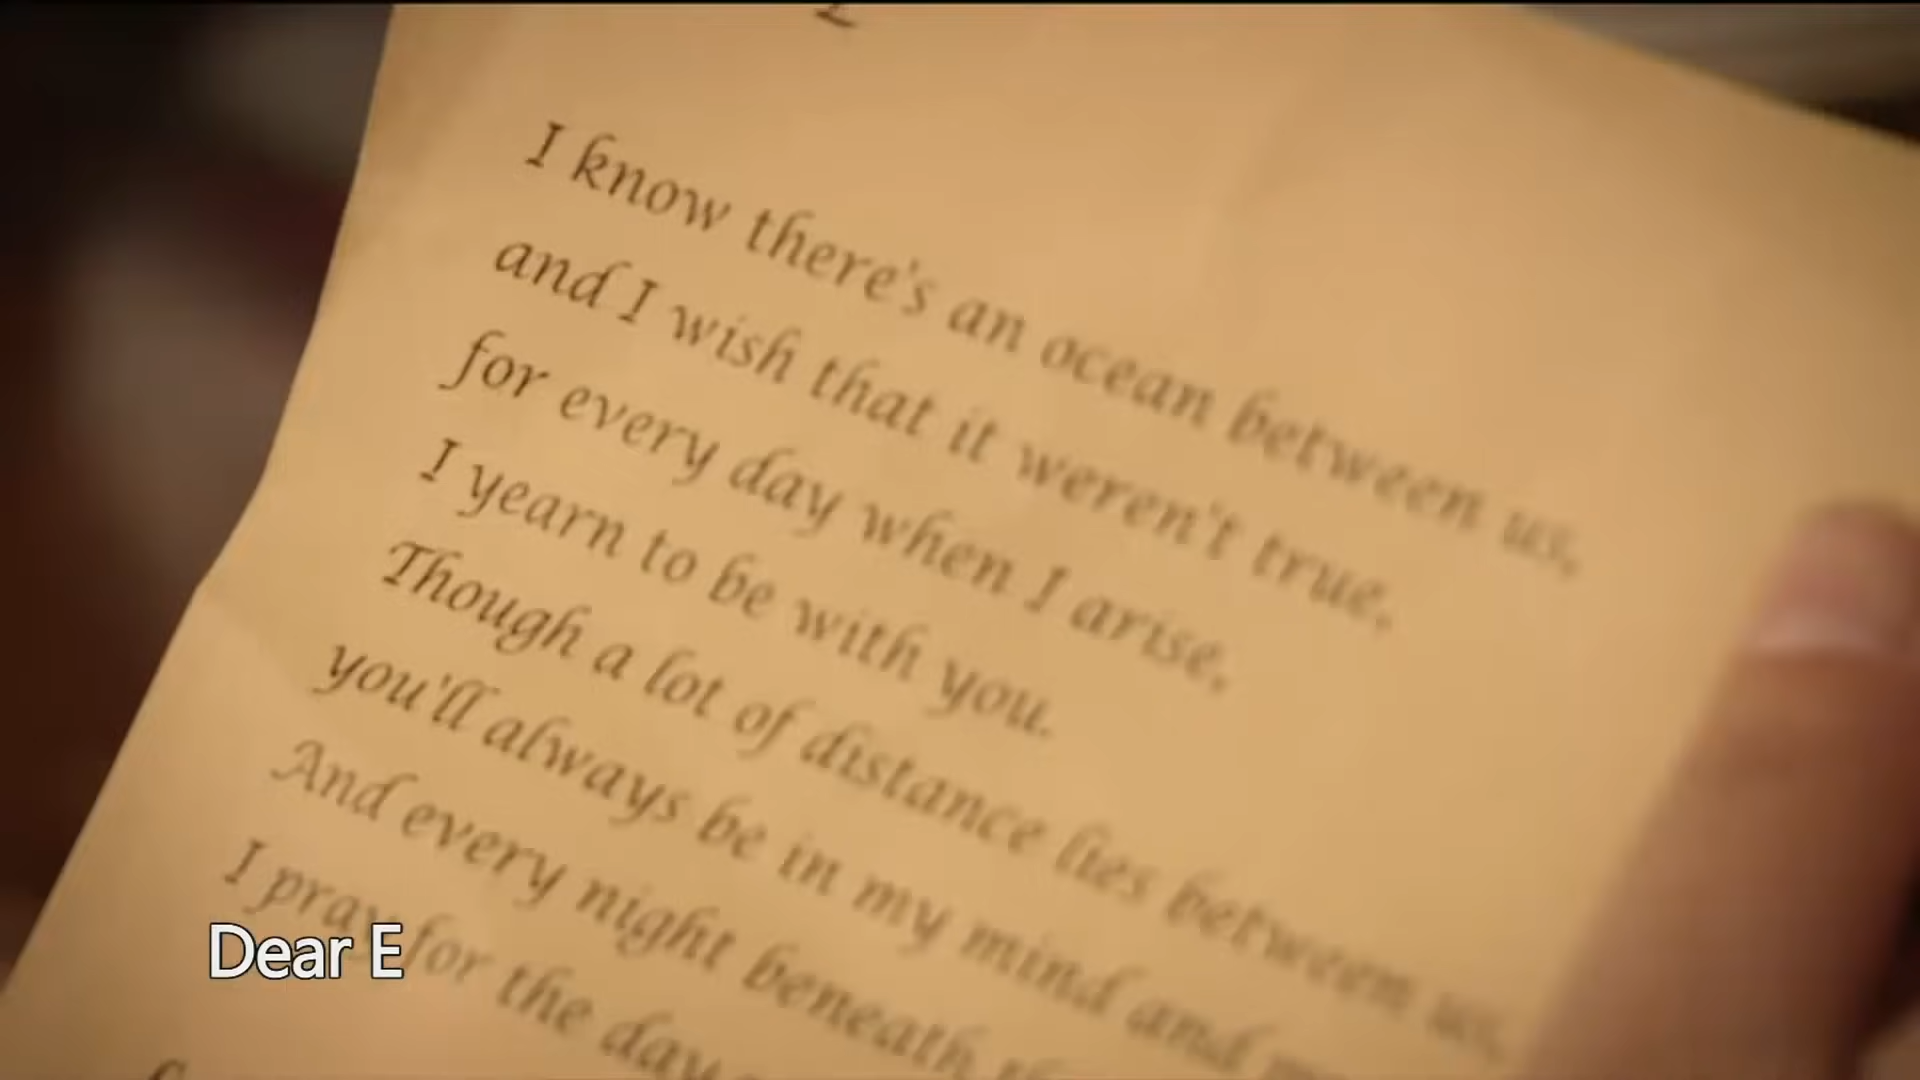 I know there's an ocean between us,
and I wish that it weren't true,
for every day when I arise,
I yearn to be with you.
Though a lot of distance lies between us,
you'll always be in my mind and
And every night beneath
I pray for the day
Dear E